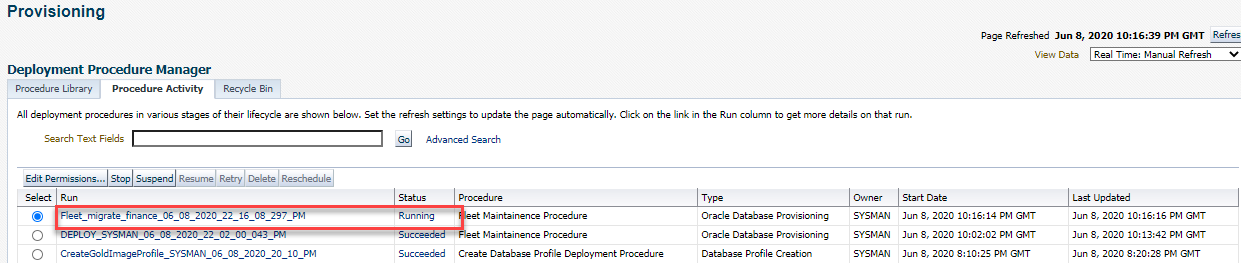 Provisioning
Page Refreshed Jun 8, 2020 10:16:39 PM GMT Refres
View Data Real Time: Manual Refresh
Deployment Procedure Manager
Procedure Library Procedure Activity Recycle Bin
All deployment procedures in various stages of their lifecycle are shown below. Set the refresh settings to update the page automatically. Click on the link in the Run column to get more details on that run.
Search Text Fields Go Advanced Search
Edit Permissions... Stop Suspend Resume Retry Delete Reschedule
Select Run Status Procedure Type Owner Start Date Last Updated
Fleet_migrate_finance_06_08_2020_22_16_08_297_PM Running Fleet Maintainence Procedure Oracle Database Provisioning SYSMAN Jun 8, 2020 10:16:14 PM GMT Jun 8, 2020 10:16:16 PM GMT
DEPLOY_SYSMAN_06_08_2020_22_02_00_043_PM Succeeded Fleet Maintainence Procedure Oracle Database Provisioning SYSMAN Jun 8, 2020 10:02:02 PM GMT Jun 8, 2020 10:13:42 PM GMT
CreateGoldImageProfile_SYSMAN_06_08_2020_20_10_PM Succeeded Create Database Profile Deployment Procedure Database Profile Creation SYSMAN Jun 8, 2020 8:10:25 PM GMT Jun 8, 2020 8:20:28 PM GMT